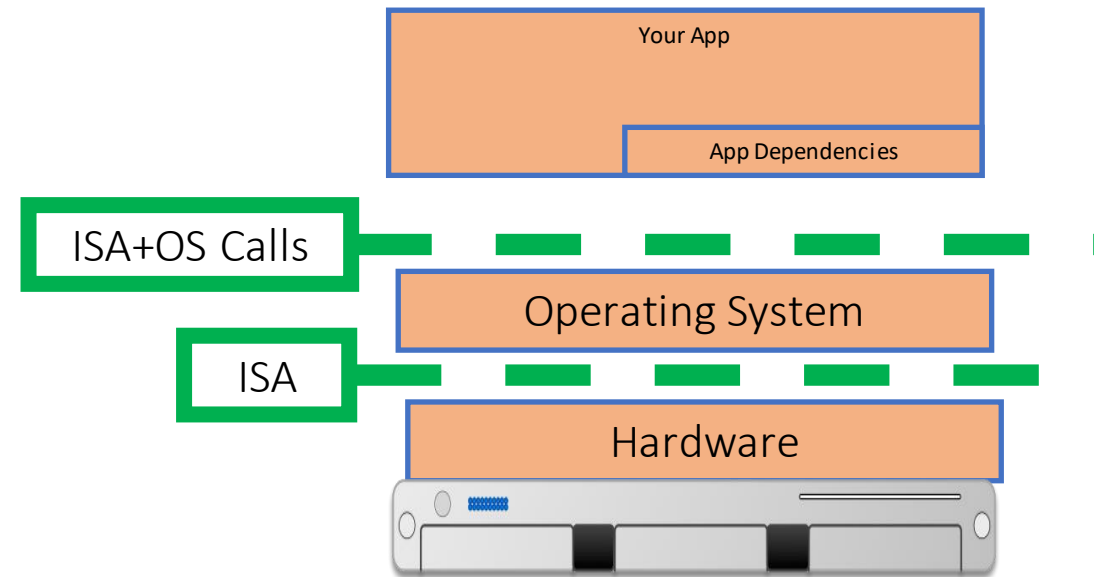 Your App
App Dependencies
ISA+OS Calls
Operating System
ISA
Hardware